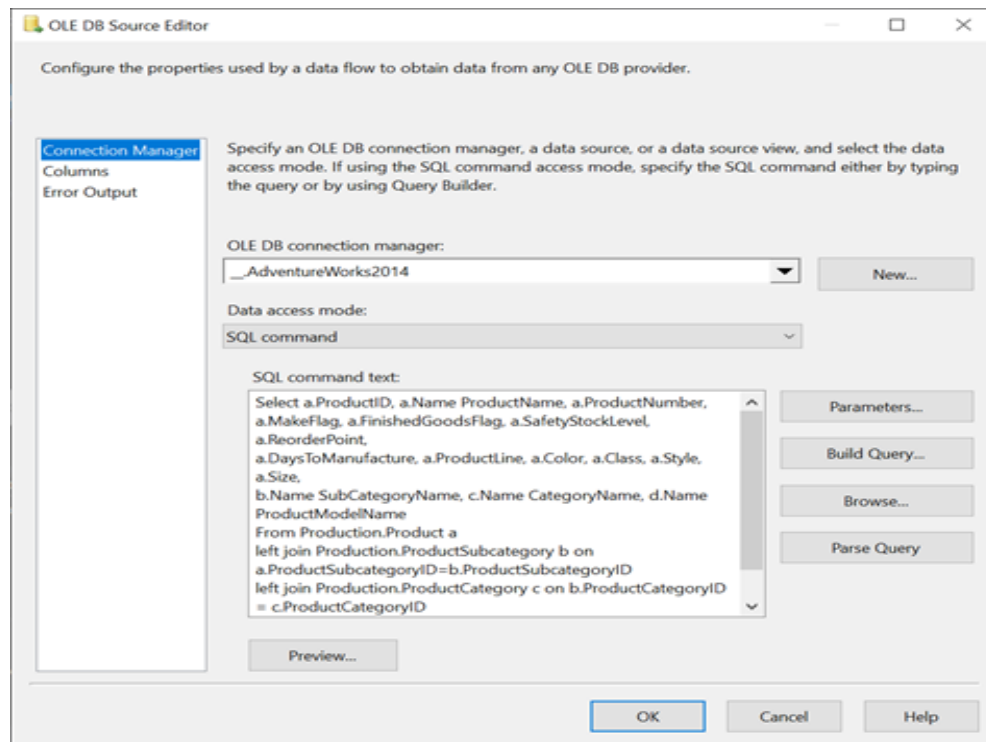 OLE DB Source Editor
Configure the properties used by a data flow to obtain data from any OLE DB provider.
Connection Manager
Columns
Error Output
Specify an OLE DB connection manager, a data source, or a data source view, and select the data
access mode. If using the SQL command access mode, specify the SQL command either by typing
the query or by using Query Builder.
OLE DB connection manager:
__.AdventureWorks2014
New...
Data access mode:
SQL command
SQL command text:
Select a.ProductID, a.Name ProductName, a.ProductNumber,
a.MakeFlag, a.FinishedGoodsFlag, a.SafetyStockLevel,
a.ReorderPoint,
a.DaysToManufacture, a.ProductLine, a.Color, a.Class, a.Style,
a.Size,
b.Name SubCategoryName, c.Name CategoryName, d.Name
ProductModelName
From Production.Product a
left join Production.ProductSubcategory b on
a.ProductSubcategoryID=b.ProductSubcategoryID
left join Production.ProductCategory c on b.ProductCategoryID
= c.ProductCategoryID
Parameters...
Build Query...
Browse...
Parse Query
Preview...
OK
Cancel
Help